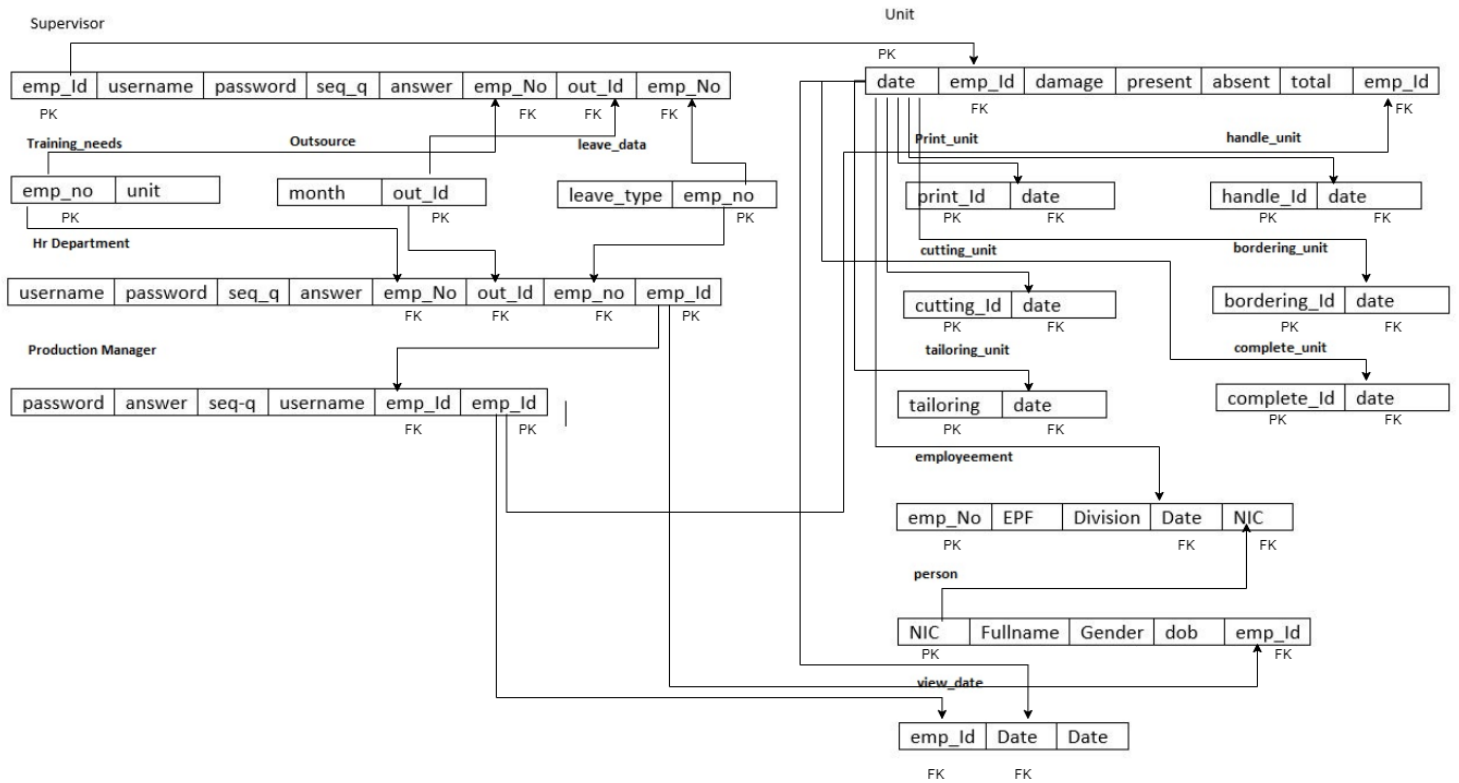 Supervisor
Unit
PK
emp_Id username password seq_q answer emp_No out_Id emp_No
PK FK FK FK
date emp_Id damage present absent total emp_Id
FK FK
Training_needs Outsource leave_data
emp_no unit
PK
month out_Id
PK
leave_type emp_no
PK
Print_unit handle_unit
print_Id date
PK FK
handle_Id date
PK FK
Hr Department
username password seq_q answer emp_No out_Id emp_no emp_Id
FK FK FK PK
cutting_unit bordering_unit
cutting_Id date
PK FK
bordering_Id date
PK FK
Production Manager
password answer seq-q username emp_Id emp_Id
FK PK
tailoring_unit complete_unit
tailoring date
PK FK
complete_Id date
PK FK
employeement
emp_No EPF Division Date NIC
PK FK FK
person
NIC Fullname Gender dob emp_Id
PK FK
view_date
emp_Id Date Date
FK FK